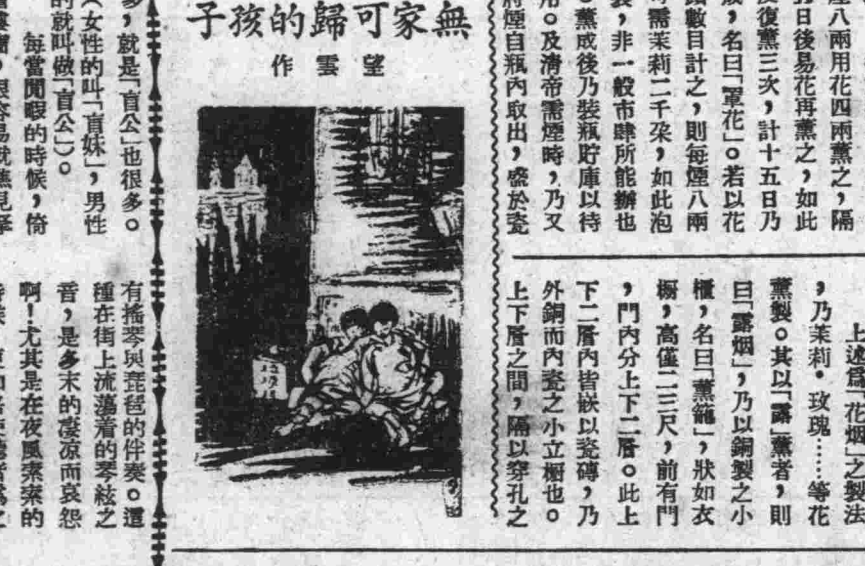 煙八兩用花四兩薰之，隔
日後易花再薰之，如此
復薰三次，計十五日乃
成，名曰「罩花」。若以花
數目計之，則每煙八兩
需茉莉二千朶，如此泡
製，非一般市肆所能辦也
。薰成後乃裝瓶貯庫以待
用。及清帝需煙時，乃又
將煙自瓶內取出，盛於瓷
上述爲「花烟」之製法
，乃茉莉、玫瑰……等花
薰製。其以「露」薰者，則
曰「露烟」，乃以銅製之小
櫃，名曰「薰籠」，狀如衣
橱，高僅二三尺，前有門
，門內分上下二層。此上
下二層內皆嵌以瓷磚，乃
外銅而內瓷之小立橱也。
上下層之間，隔以穿孔之
無家可歸的孩子
望雲作
多，就是「盲公」也很多。
（女性的叫「盲妹」，男性
的就叫做「盲公」）。
每當閒暇的時候，倚
有搖琴與琵琶的伴奏。這
種在街上流蕩着的琴絃之
音，是多末的凄凉而哀怨
啊！尤其是在夜風索索的